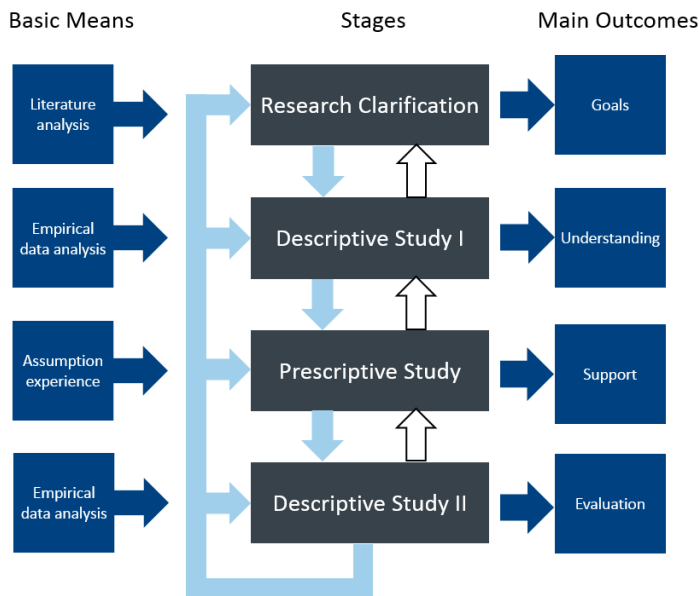 Basic Means
Stages
Main Outcomes
Literature
analysis
Research Clarification
Goals
Empirical
data analysis
Descriptive Study I
Understanding
Assumption
experience
Prescriptive Study
Support
Empirical
data analysis
Descriptive Study II
Evaluation